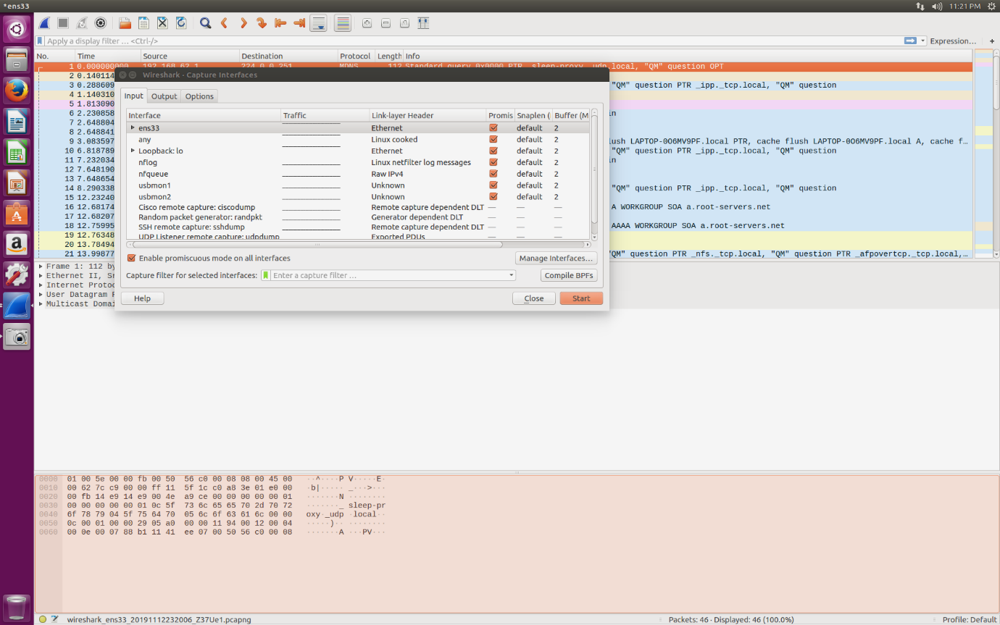 *ens33 11:21 PM
Apply a display filter … <Ctrl-/> Expression… +
No. Time Source Destination Protocol Length Info
1 0.000000000 192.168.62.1 224.0.0.251 MDNS 112 Standard query 0x0000 PTR _sleep-proxy._udp.local, "QM" question OPT
Wireshark · Capture Interfaces
2 0.140114
3 0.288609 "QM" question PTR _ipp._tcp.local, "QM" question
4 1.140310
5 1.813090
6 2.230858 in
7 2.648804
8 2.648841
9 3.083597 lush LAPTOP-0O6MV9PF.local PTR, cache flush LAPTOP-0O6MV9PF.local A, cache f…
10 6.818789 "QM" question PTR _ipp._tcp.local, "QM" question
11 7.232034 in
12 7.648190
13 7.648654
14 8.290338 "QM" question PTR _ipp._tcp.local, "QM" question
15 12.23240
16 12.68174 A WORKGROUP SOA a.root-servers.net
17 12.68207
18 12.75995 AAAA WORKGROUP SOA a.root-servers.net
19 12.76348
20 13.78494
21 13.99877 "QM" question PTR _nfs._tcp.local, "QM" question PTR _afpovertcp._tcp.local,…
Input Output Options
Interface Traffic Link-layer Header Promis Snaplen ( Buffer (M
ens33 Ethernet default 2
any Linux cooked default 2
Loopback: lo Ethernet default 2
nflog Linux netfilter log messages default 2
nfqueue Raw IPv4 default 2
usbmon1 Unknown default 2
usbmon2 Unknown default 2
Cisco remote capture: ciscodump Remote capture dependent DLT — — —
Random packet generator: randpkt Generator dependent DLT — — —
SSH remote capture: sshdump Remote capture dependent DLT — — —
UDP Listener remote capture: udpdump Exported PDUs — — —
Enable promiscuous mode on all interfaces Manage Interfaces…
Capture filter for selected interfaces: Enter a capture filter … Compile BPFs
Help Close Start
Frame 1: 112 by
Ethernet II, Sr
Internet Protoc
User Datagram P
Multicast Domai
0000 01 00 5e 00 00 fb 00 50 56 c0 00 08 08 00 45 00 ··^····P V·····E·
0010 00 62 7c c9 00 00 ff 11 5f 1c c0 a8 3e 01 e0 00 ·b|····· _···>···
0020 00 fb 14 e9 14 e9 00 4e a9 ce 00 00 00 00 00 01 ·······N ········
0030 00 00 00 00 00 01 0c 5f 73 6c 65 65 70 2d 70 72 ·······_ sleep-pr
0040 6f 78 79 04 5f 75 64 70 05 6c 6f 63 61 6c 00 00 oxy·_udp ·local··
0050 0c 00 01 00 00 29 05 a0 00 00 11 94 00 12 00 04 ·····)·· ········
0060 00 0e 00 07 88 b1 11 41 ee 07 00 50 56 c0 00 08 ·······A ···PV···
wireshark_ens33_20191112232006_Z37Ue1.pcapng Packets: 46 · Displayed: 46 (100.0%) Profile: Default